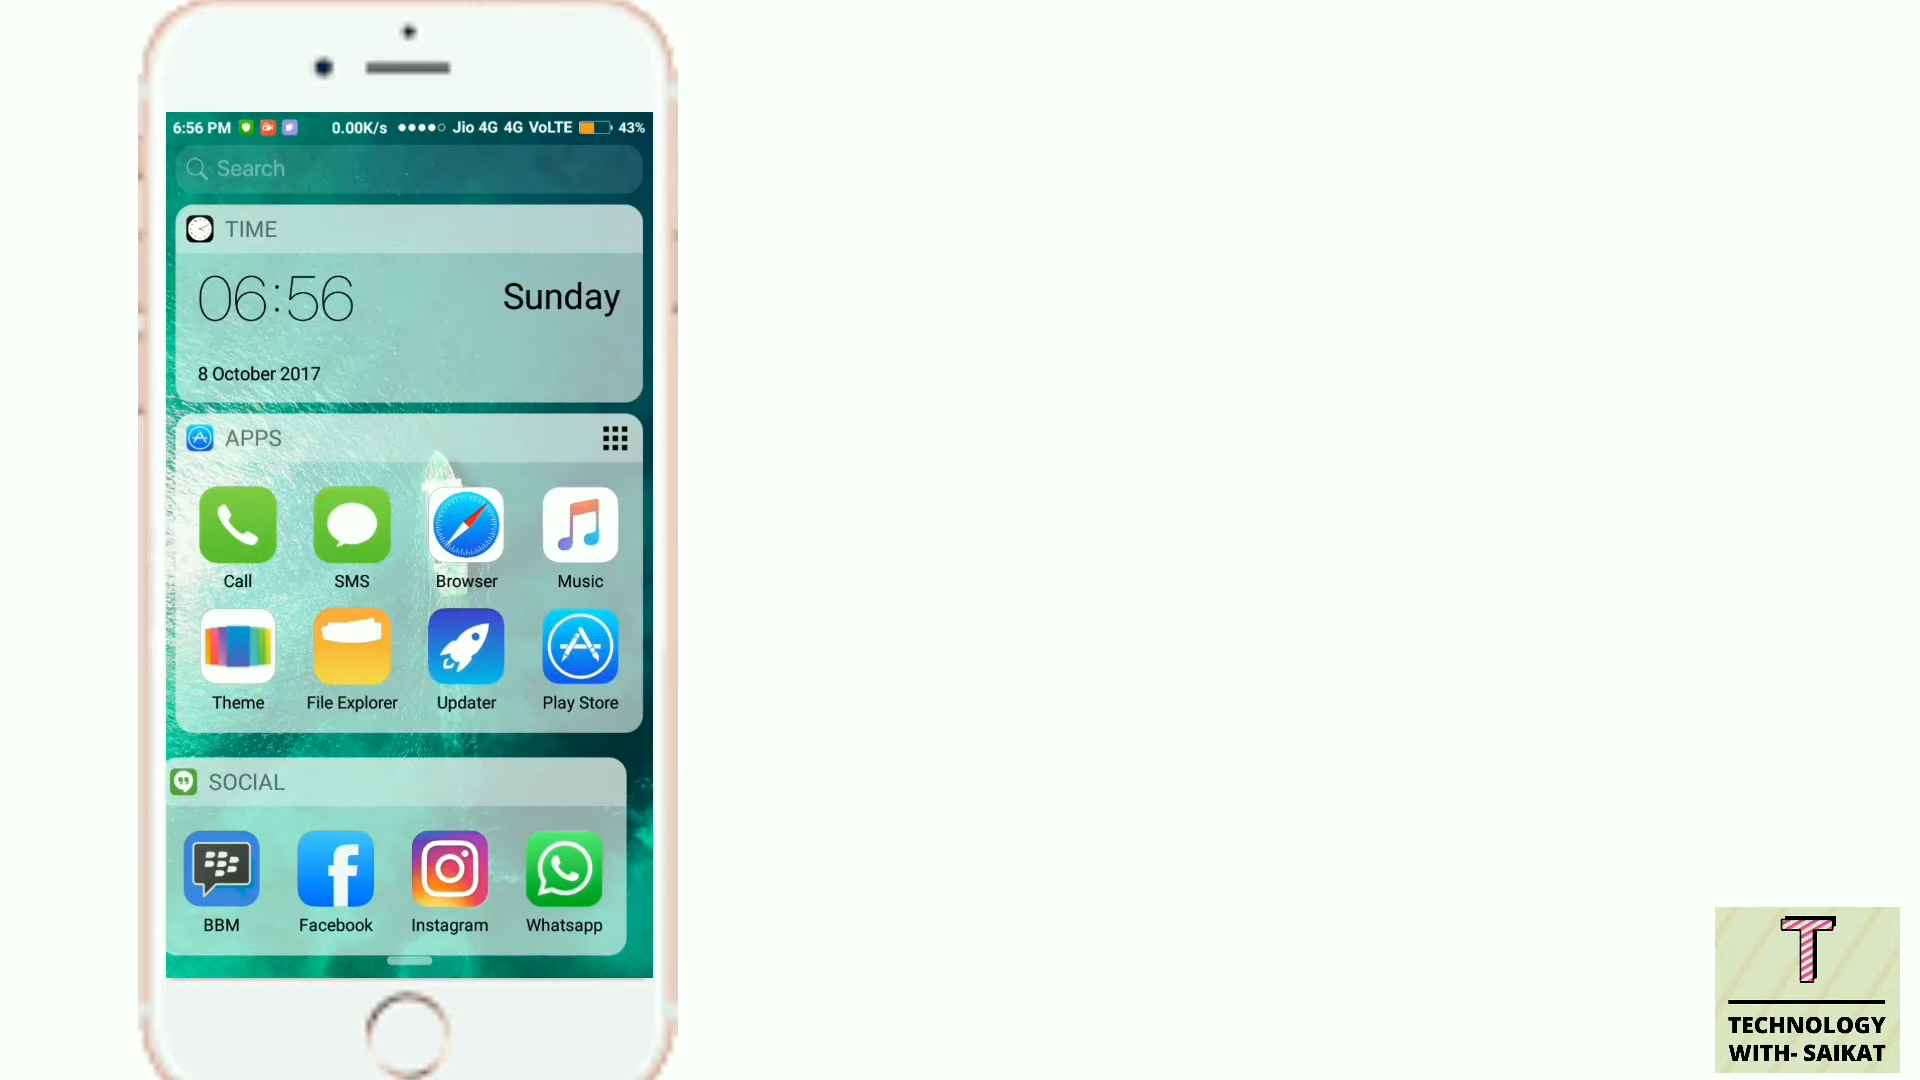 6:56 PM 0.00K/s Jio 4G 4G VoLTE 43%
Search
TIME
06:56 Sunday
8 October 2017
APPS
Call SMS Browser Music
Theme File Explorer Updater Play Store
SOCIAL
BBM Facebook Instagram Whatsapp
T
TECHNOLOGY
WITH- SAIKAT